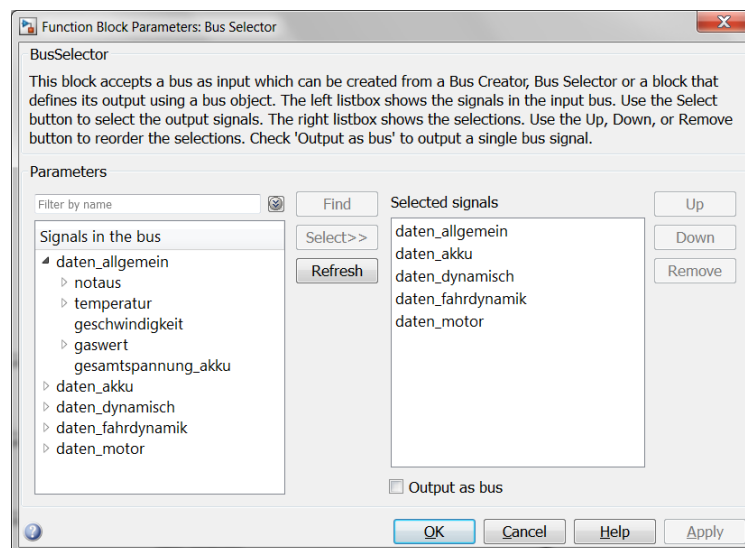 Function Block Parameters: Bus Selector
BusSelector
This block accepts a bus as input which can be created from a Bus Creator, Bus Selector or a block that
defines its output using a bus object. The left listbox shows the signals in the input bus. Use the Select
button to select the output signals. The right listbox shows the selections. Use the Up, Down, or Remove
button to reorder the selections. Check 'Output as bus' to output a single bus signal.
Parameters
Filter by name
Find
Select>>
Refresh
Signals in the bus
daten_allgemein
notaus
temperatur
geschwindigkeit
gaswert
gesamtspannung_akku
daten_akku
daten_dynamisch
daten_fahrdynamik
daten_motor
Selected signals
daten_allgemein
daten_akku
daten_dynamisch
daten_fahrdynamik
daten_motor
Up
Down
Remove
Output as bus
OK
Cancel
Help
Apply